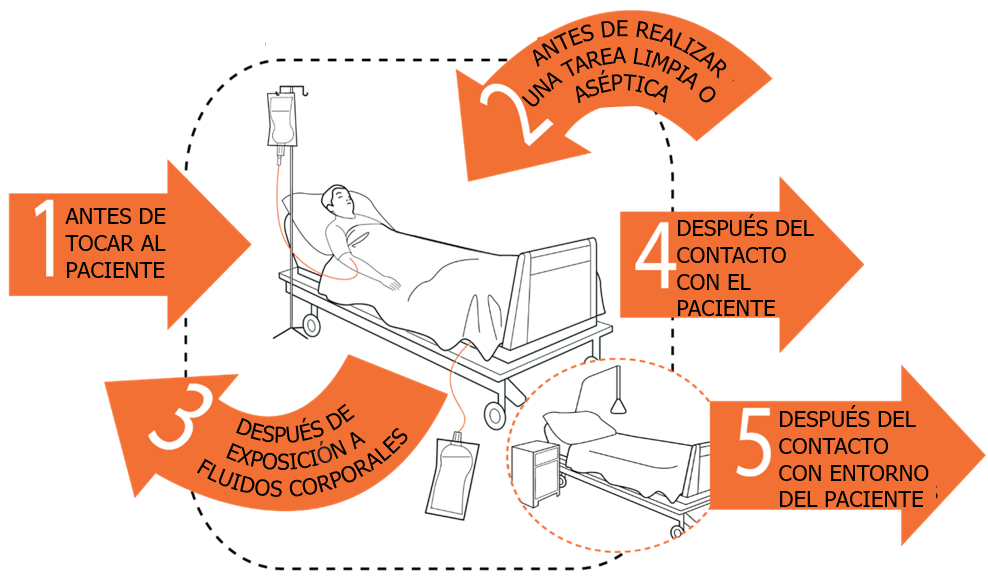 1
ANTES DE
TOCAR AL
PACIENTE
2
ANTES DE REALIZAR
UNA TAREA LIMPIA O
ASÉPTICA
3
DESPUÉS DE
EXPOSICIÓN A
FLUIDOS CORPORALES
4
DESPUÉS DEL
CONTACTO
CON EL
PACIENTE
5
DESPUÉS DEL
CONTACTO
CON ENTORNO
DEL PACIENTE